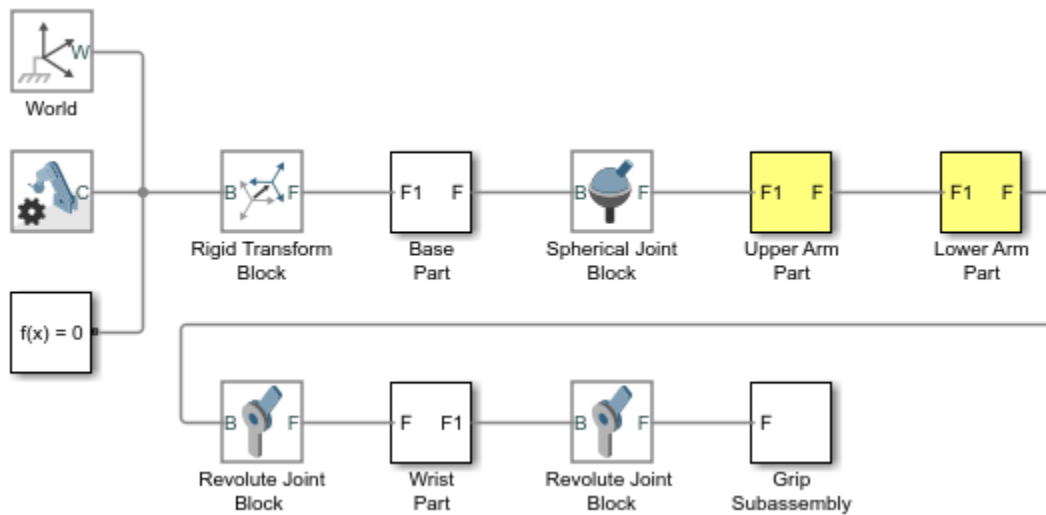 W
World
C
B F
Rigid Transform
Block
F1 F
Base
Part
B F
Spherical Joint
Block
F1 F
Upper Arm
Part
F1 F
Lower Arm
Part
f(x) = 0
B F
Revolute Joint
Block
F F1
Wrist
Part
B F
Revolute Joint
Block
F
Grip
Subassembly